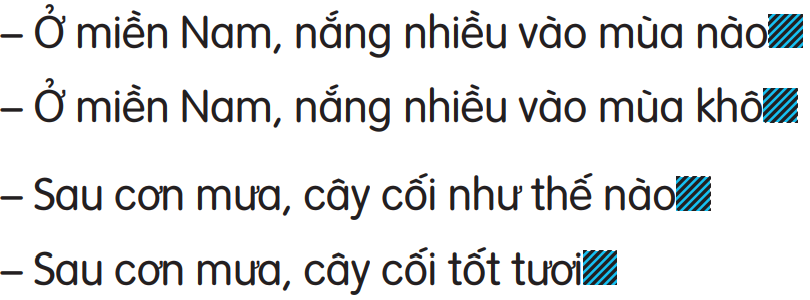 – Ở miền Nam, nắng nhiều vào mùa nào
– Ở miền Nam, nắng nhiều vào mùa khô
– Sau cơn mưa, cây cối như thế nào
– Sau cơn mưa, cây cối tốt tươi